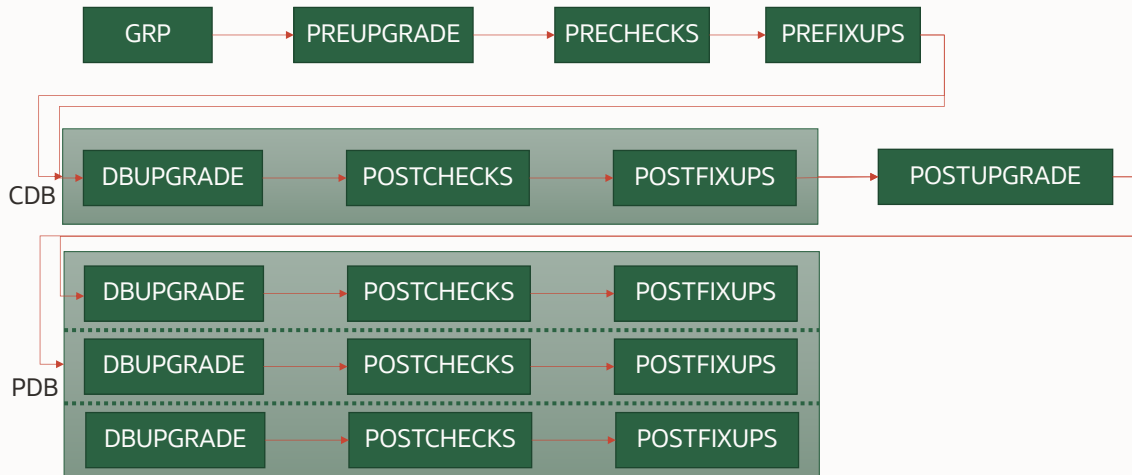 GRP PREUPGRADE PRECHECKS PREFIXUPS
DBUPGRADE POSTCHECKS POSTFIXUPS POSTUPGRADE
CDB
DBUPGRADE POSTCHECKS POSTFIXUPS
DBUPGRADE POSTCHECKS POSTFIXUPS
PDB
DBUPGRADE POSTCHECKS POSTFIXUPS